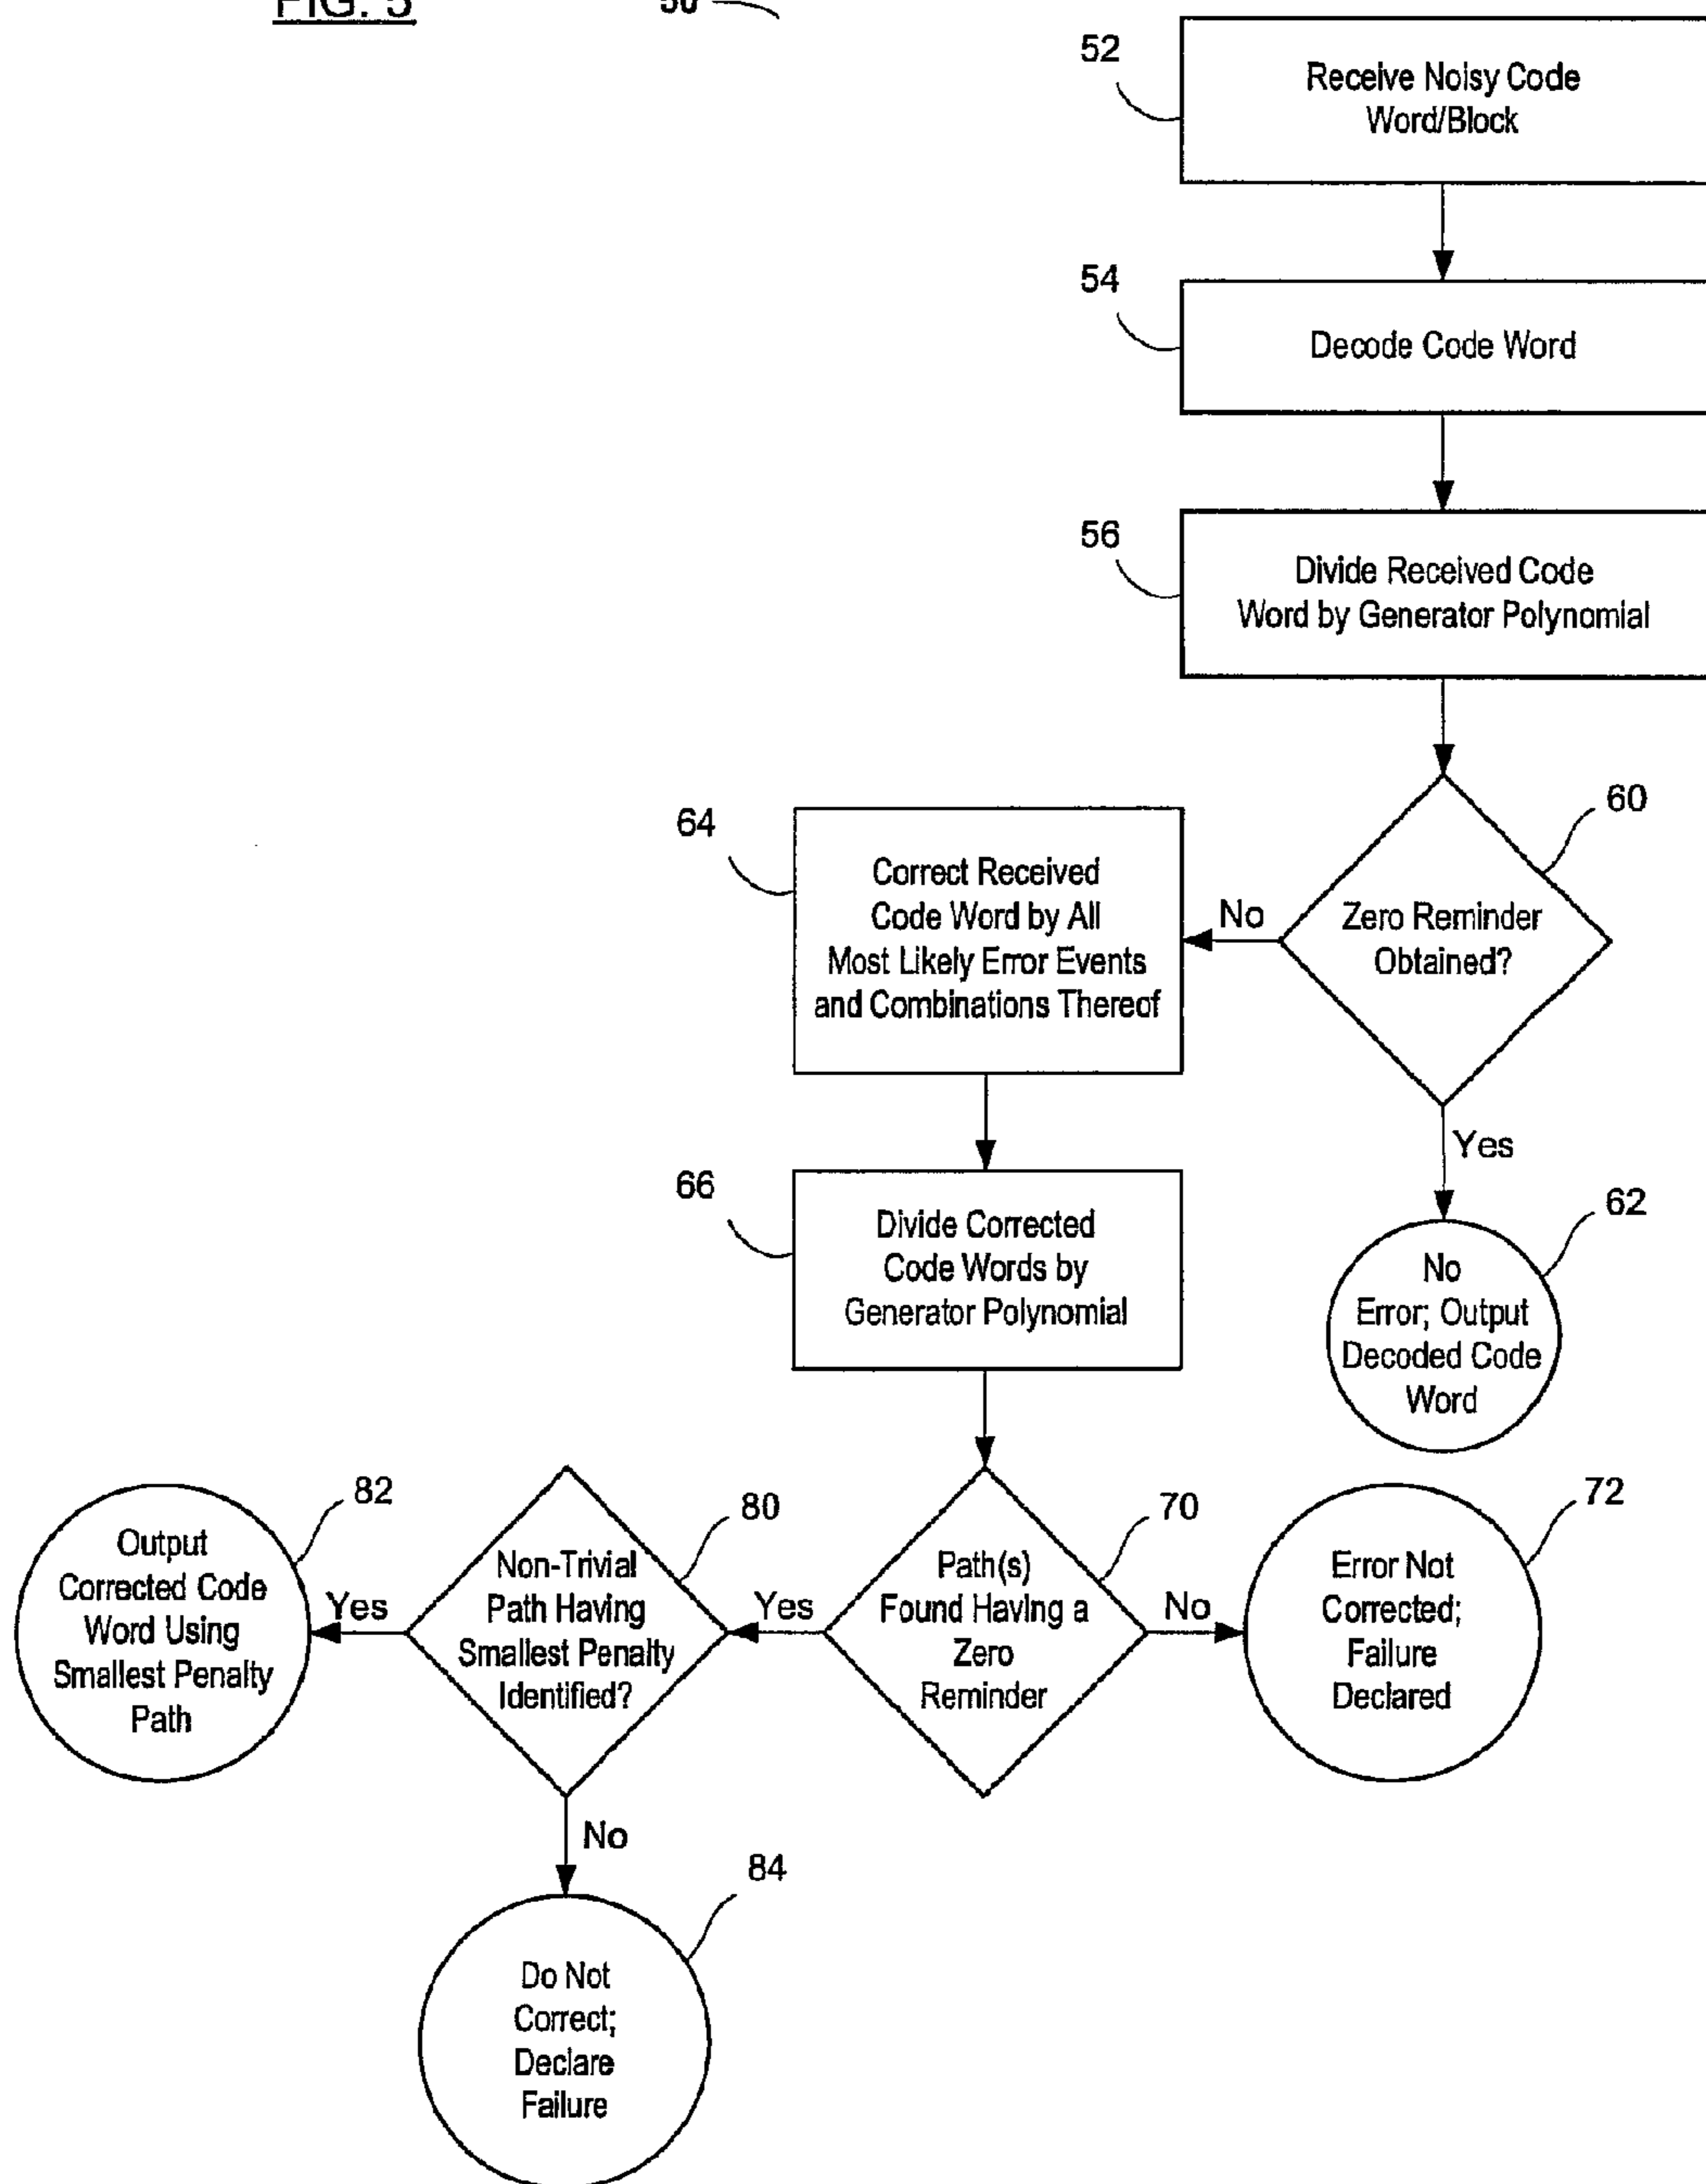 FIG. 5
50
52
Receive Noisy Code
Word/Block
54
Decode Code Word
56
Divide Received Code
Word by Generator Polynomial
60
Zero Reminder
Obtained?
No
Yes
64
Correct Received
Code Word by All
Most Likely Error Events
and Combinations Thereof
66
Divide Corrected
Code Words by
Generator Polynomial
62
No
Error; Output
Decoded Code
Word
82
Output
Corrected Code
Word Using
Smallest Penalty
Path
Yes
80
Non-Trivial
Path Having
Smallest Penalty
Identified?
Yes
70
Path(s)
Found Having a
Zero
Reminder
No
72
Error Not
Corrected;
Failure
Declared
No
84
Do Not
Correct;
Declare
Failure